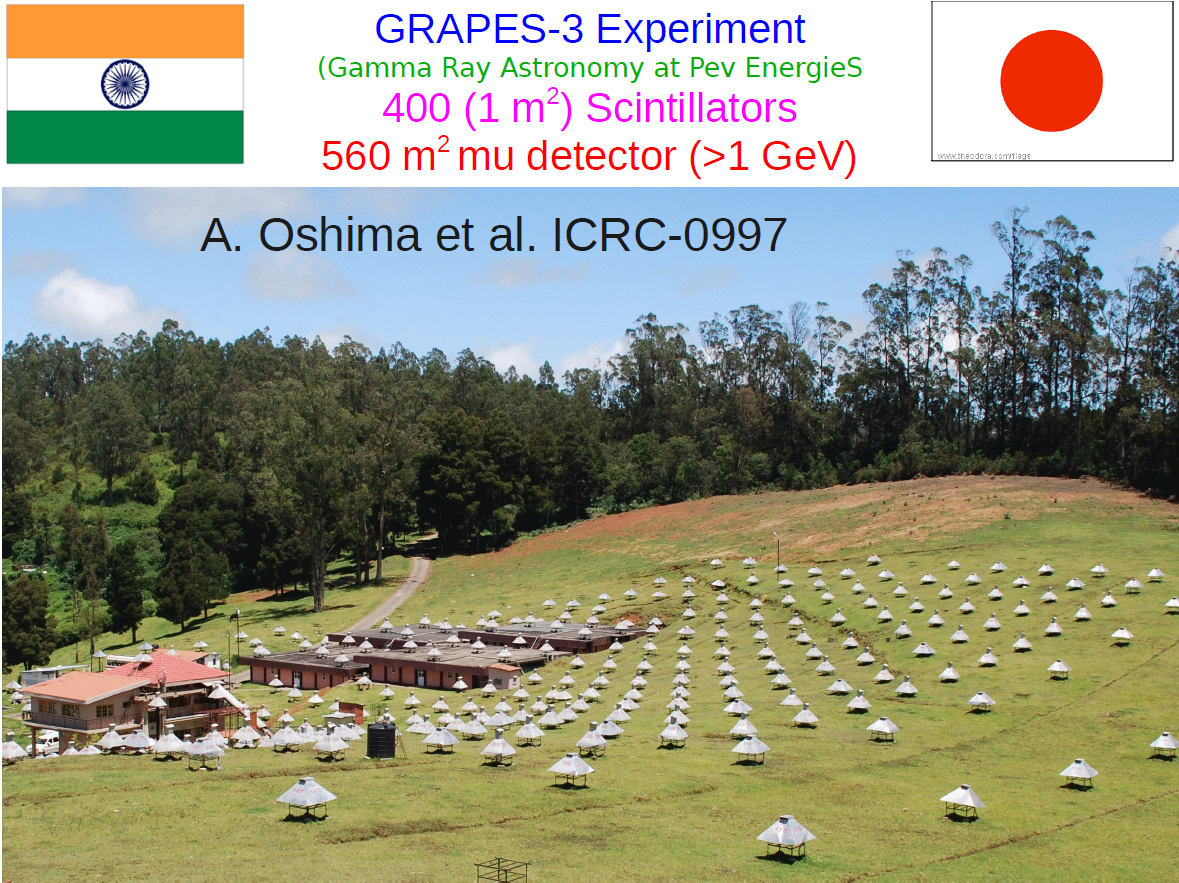 GRAPES-3 Experiment
(Gamma Ray Astronomy at Pev EnergieS
400 (1 m²) Scintillators
560 m² mu detector (>1 GeV)
www.theodora.com/flags
A. Oshima et al. ICRC-0997